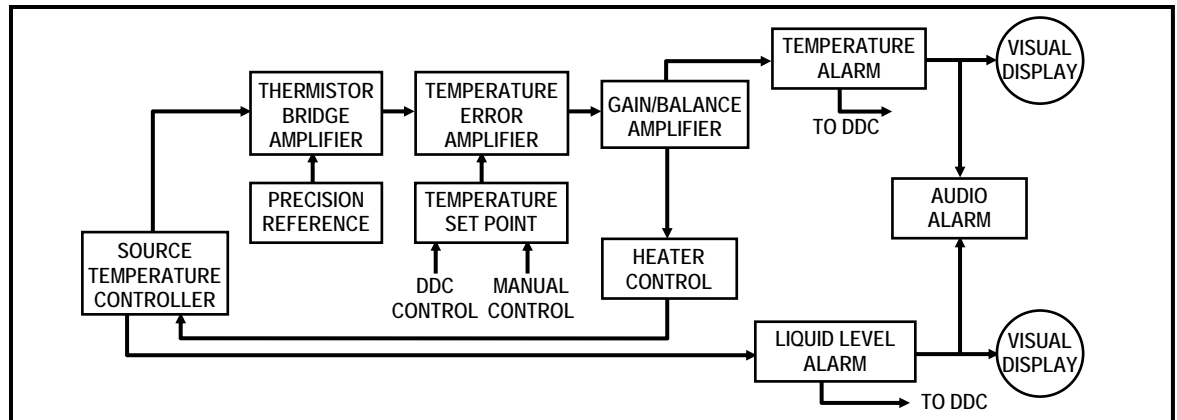 TEMPERATURE
ALARM
VISUAL
DISPLAY
THERMISTOR
BRIDGE
AMPLIFIER
TEMPERATURE
ERROR
AMPLIFIER
GAIN/BALANCE
AMPLIFIER
TO DDC
PRECISION
REFERENCE
TEMPERATURE
SET POINT
AUDIO
ALARM
SOURCE
TEMPERATURE
CONTROLLER
DDC
CONTROL
MANUAL
CONTROL
HEATER
CONTROL
LIQUID LEVEL
ALARM
VISUAL
DISPLAY
TO DDC